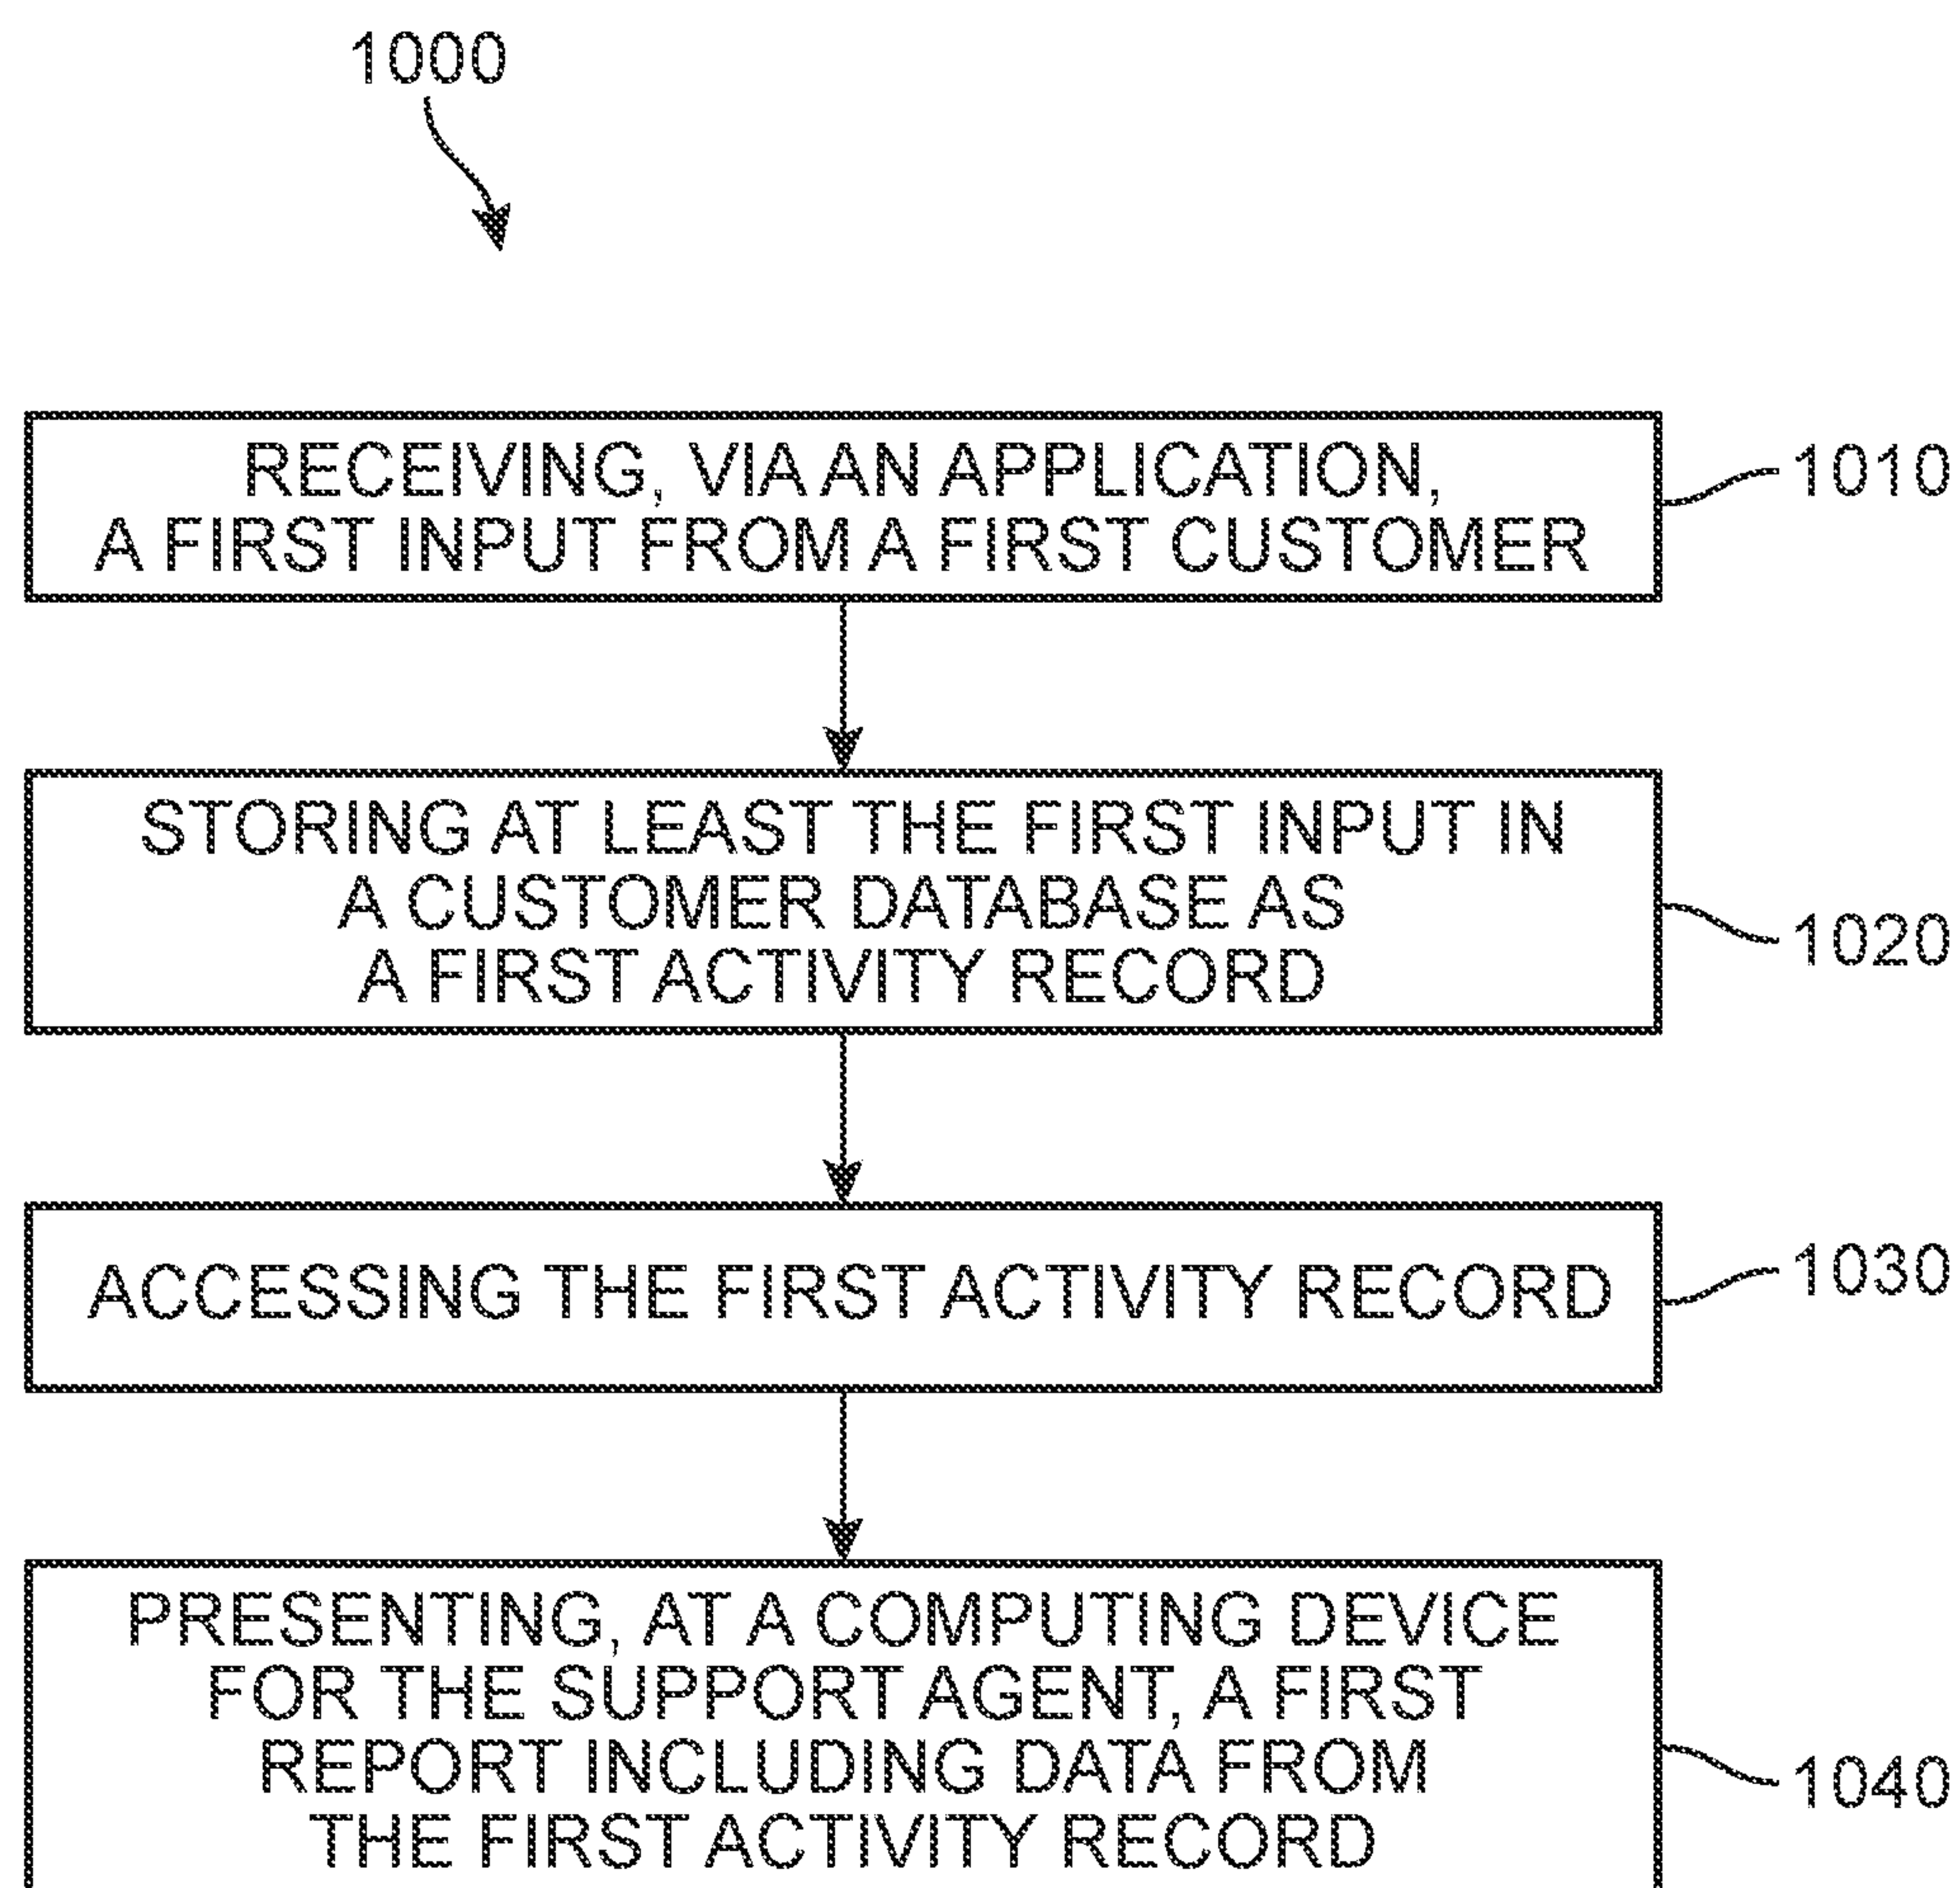 1000
RECEIVING, VIA AN APPLICATION,
A FIRST INPUT FROM A FIRST CUSTOMER
1010
STORING AT LEAST THE FIRST INPUT IN
A CUSTOMER DATABASE AS
A FIRST ACTIVITY RECORD
1020
ACCESSING THE FIRST ACTIVITY RECORD
1030
PRESENTING, AT A COMPUTING DEVICE
FOR THE SUPPORT AGENT, A FIRST
REPORT INCLUDING DATA FROM
THE FIRST ACTIVITY RECORD
1040